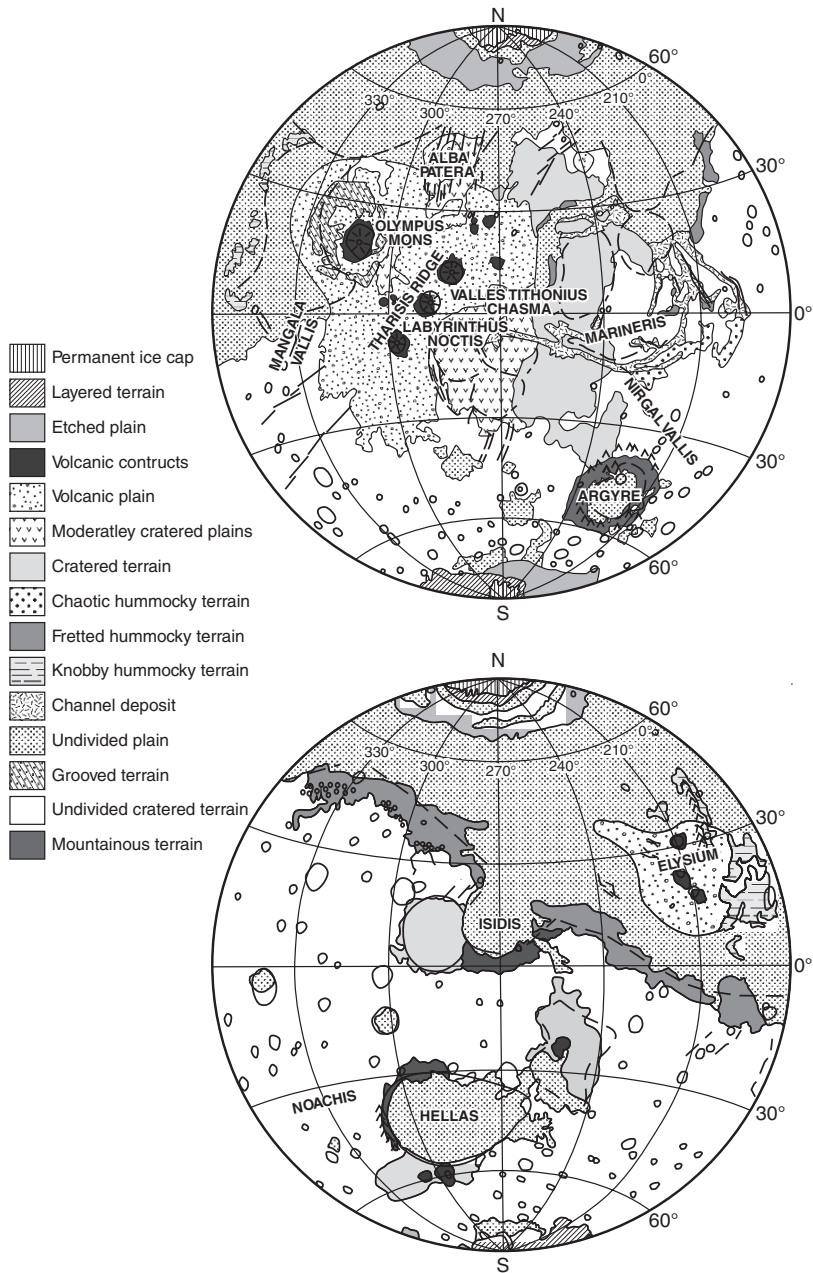 N
60°
0°
330°
300°
270°
240°
210°
30°
ALBA
PATERA
OLYMPUS
MONS
THARISIS RIDGE
VALLES TITHONIUS
CHASMA
0°
MANGALA
VALLIS
LABYRINTHUS
NOCTIS
MARINERIS
NIRGAL VALLIS
30°
ARGYRE
60°
S
Permanent ice cap
Layered terrain
Etched plain
Volcanic contructs
Volcanic plain
Moderatley cratered plains
Cratered terrain
Chaotic hummocky terrain
Fretted hummocky terrain
Knobby hummocky terrain
Channel deposit
Undivided plain
Grooved terrain
Undivided cratered terrain
Mountainous terrain
N
60°
0°
330°
300°
270°
240°
210°
30°
ELYSIUM
ISIDIS
0°
NOACHIS
HELLAS
30°
60°
S